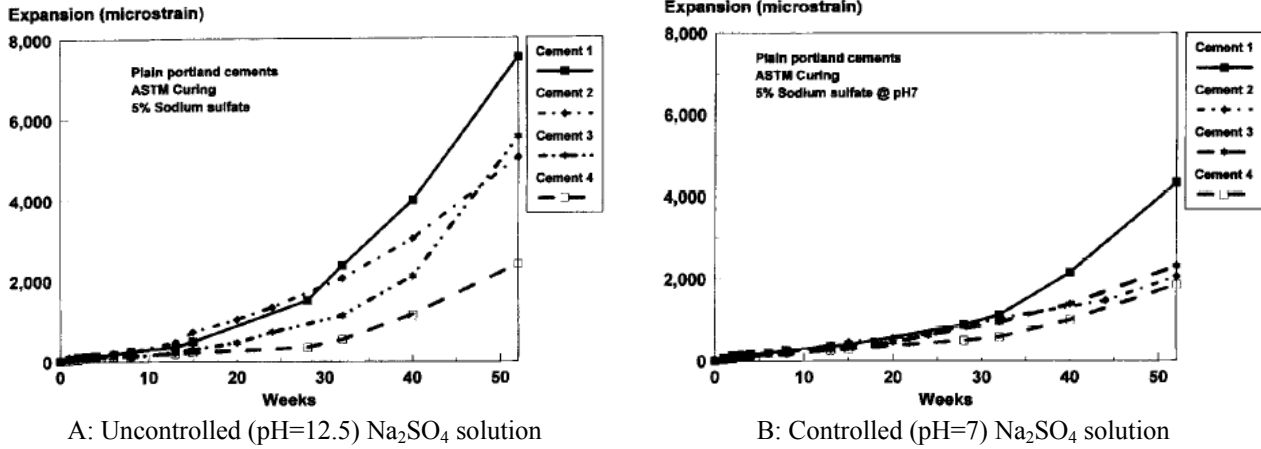 Expansion (microstrain)
8,000
6,000
4,000
2,000
0
Plain portland cements
ASTM Curing
5% Sodium sulfate
Cement 1
Cement 2
Cement 3
Cement 4
0 10 20 30 40 50
Weeks
A: Uncontrolled (pH=12.5) Na₂SO₄ solution
Expansion (microstrain)
8,000
6,000
4,000
2,000
0
Plain portland cements
ASTM Curing
5% Sodium sulfate @ pH7
Cement 1
Cement 2
Cement 3
Cement 4
0 10 20 30 40 50
Weeks
B: Controlled (pH=7) Na₂SO₄ solution